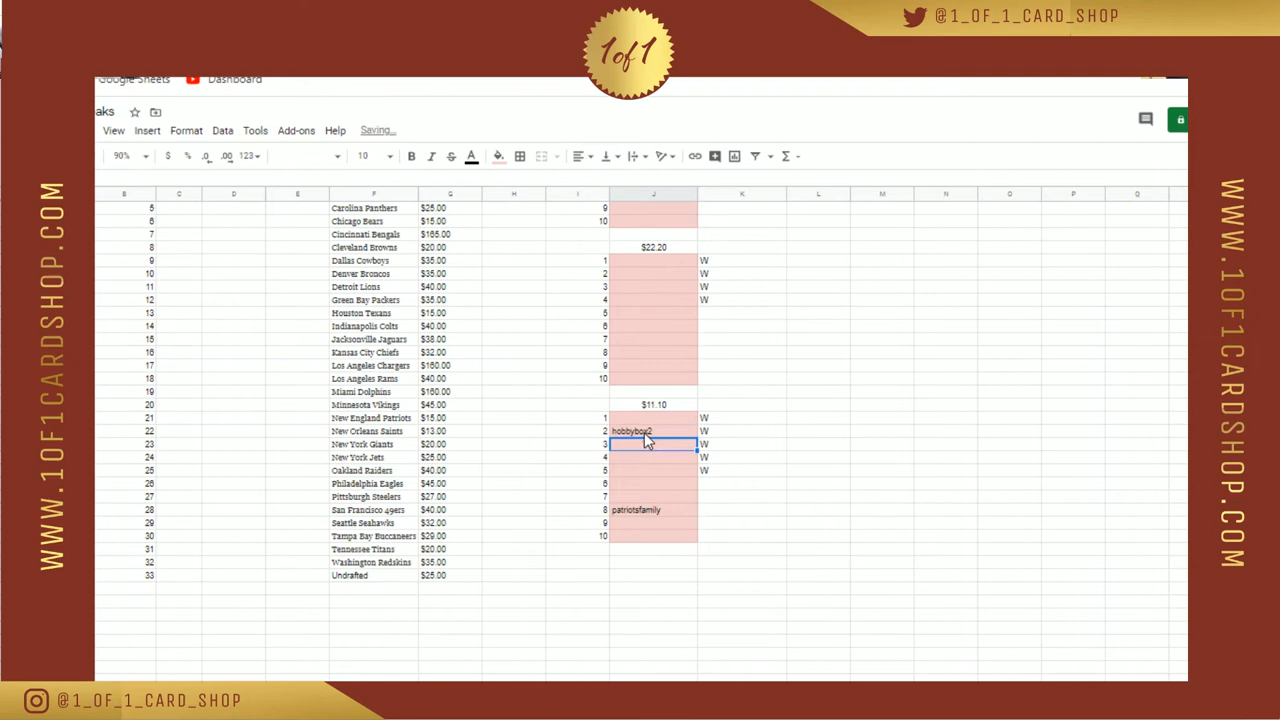 @1_OF_1_CARD_SHOP
1 of 1
Google Sheets Dashboard
eaks
View Insert Format Data Tools Add-ons Help Saving...
90% $ % .0 .00 123 10 B I S A Σ
B C D E F G H I J K L M N O P Q
5 Carolina Panthers $25.00 9
6 Chicago Bears $15.00 10
7 Cincinnati Bengals $165.00
8 Cleveland Browns $20.00 $22.20
9 Dallas Cowboys $35.00 1 W
10 Denver Broncos $35.00 2 W
11 Detroit Lions $40.00 3 W
12 Green Bay Packers $35.00 4 W
13 Houston Texans $15.00 5
14 Indianapolis Colts $40.00 6
15 Jacksonville Jaguars $38.00 7
16 Kansas City Chiefs $32.00 8
17 Los Angeles Chargers $160.00 9
18 Los Angeles Rams $40.00 10
19 Miami Dolphins $160.00
20 Minnesota Vikings $45.00 $11.10
21 New England Patriots $15.00 1 W
22 New Orleans Saints $13.00 2 hobbybox2 W
23 New York Giants $20.00 3 W
24 New York Jets $25.00 4 W
25 Oakland Raiders $40.00 5 W
26 Philadelphia Eagles $45.00 6
27 Pittsburgh Steelers $27.00 7
28 San Francisco 49ers $40.00 8 patriotsfamily
29 Seattle Seahawks $32.00 9
30 Tampa Bay Buccaneers $29.00 10
31 Tennessee Titans $20.00
32 Washington Redskins $35.00
33 Undrafted $25.00
WWW.1OF1CARDSHOP.COM
WWW.1OF1CARDSHOP.COM
@1_OF_1_CARD_SHOP